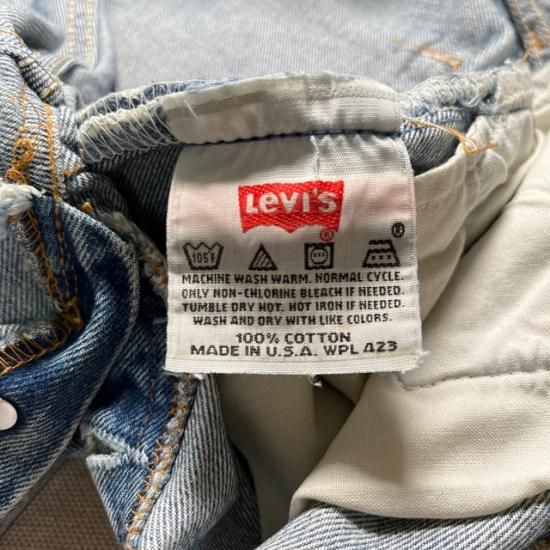 Levi's
®
®
105F
MACHINE WASH WARM. NORMAL CYCLE.
ONLY NON-CHLORINE BLEACH IF NEEDED.
TUMBLE DRY HOT. HOT IRON IF NEEDED.
WASH AND DRY WITH LIKE COLORS.
100% COTTON
MADE IN U.S.A. WPL 423